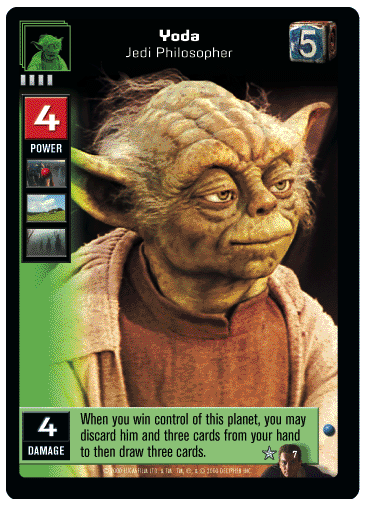 Yoda
Jedi Philosopher
5
4
POWER
4
DAMAGE
When you win control of this planet, you may
discard him and three cards from your hand
to then draw three cards.
7